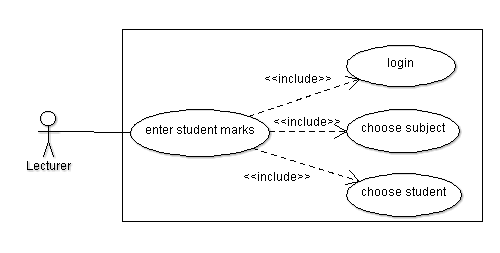 login
<<include>>
enter student marks
<<include>>
choose subject
Lecturer
<<include>>
choose student